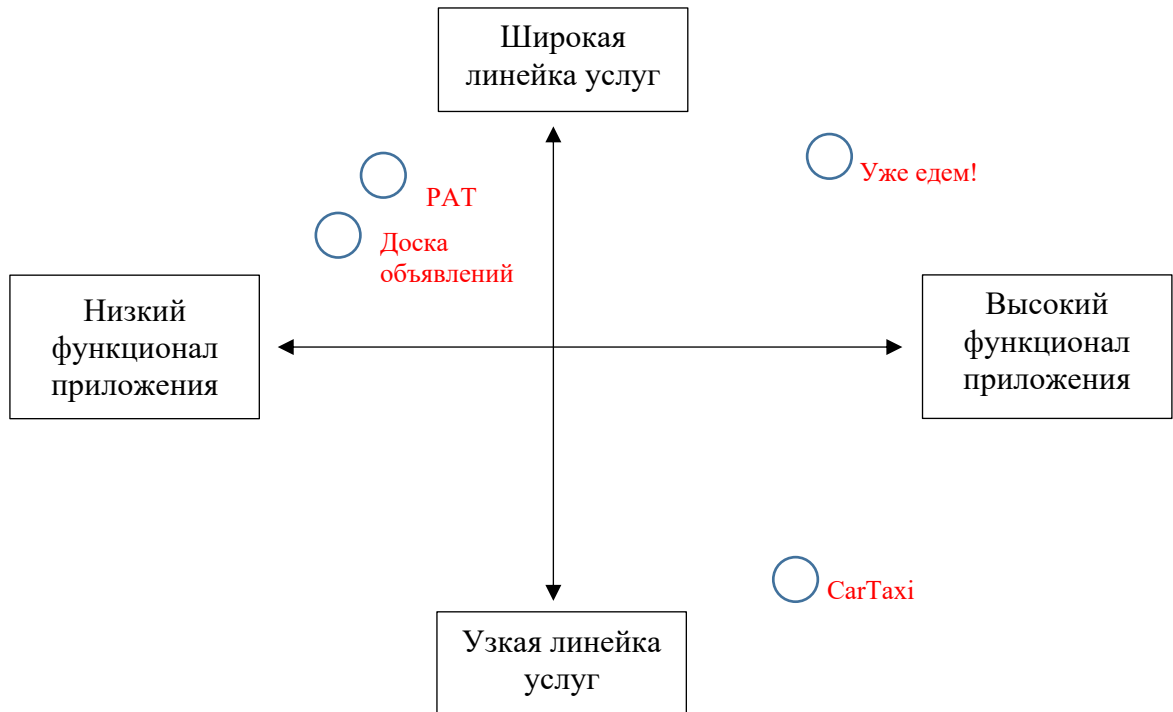 Широкая
линейка услуг
Уже едем!
РАТ
Доска
объявлений
Низкий
функционал
приложения
Высокий
функционал
приложения
CarTaxi
Узкая линейка
услуг